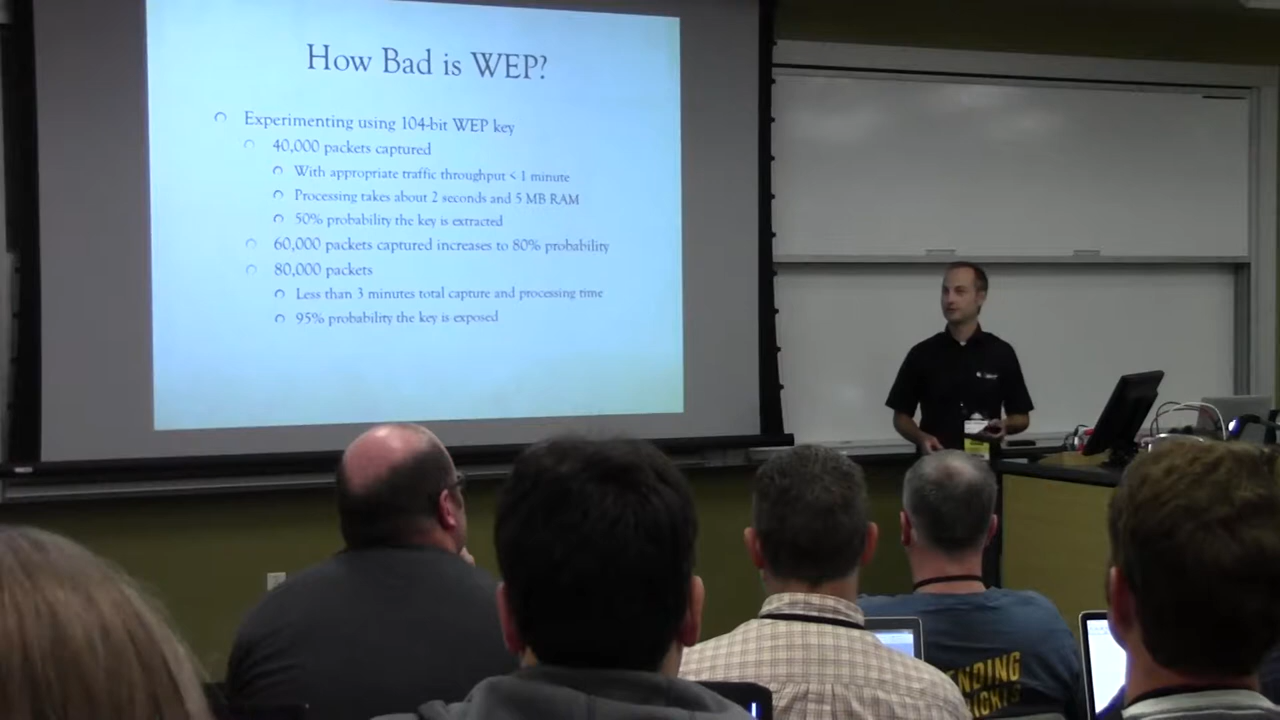 How Bad is WEP?
Experimenting using 104-bit WEP key
40,000 packets captured
With appropriate traffic throughput < 1 minute
Processing takes about 2 seconds and 5 MB RAM
50% probability the key is extracted
60,000 packets captured increases to 80% probability
80,000 packets
Less than 3 minutes total capture and processing time
95% probability the key is exposed
ENDING